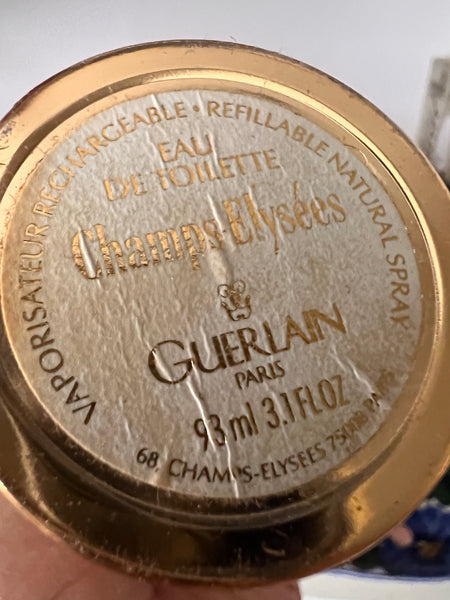 VAPORISATEUR RECHARGEABLE • REFILLABLE NATURAL SPRAY
EAU
DE TOILETTE
Champs Elysées
GUERLAIN
PARIS
93 ml 3.1 FL OZ
68, CHAMPS-ELYSEES 75008 PARIS